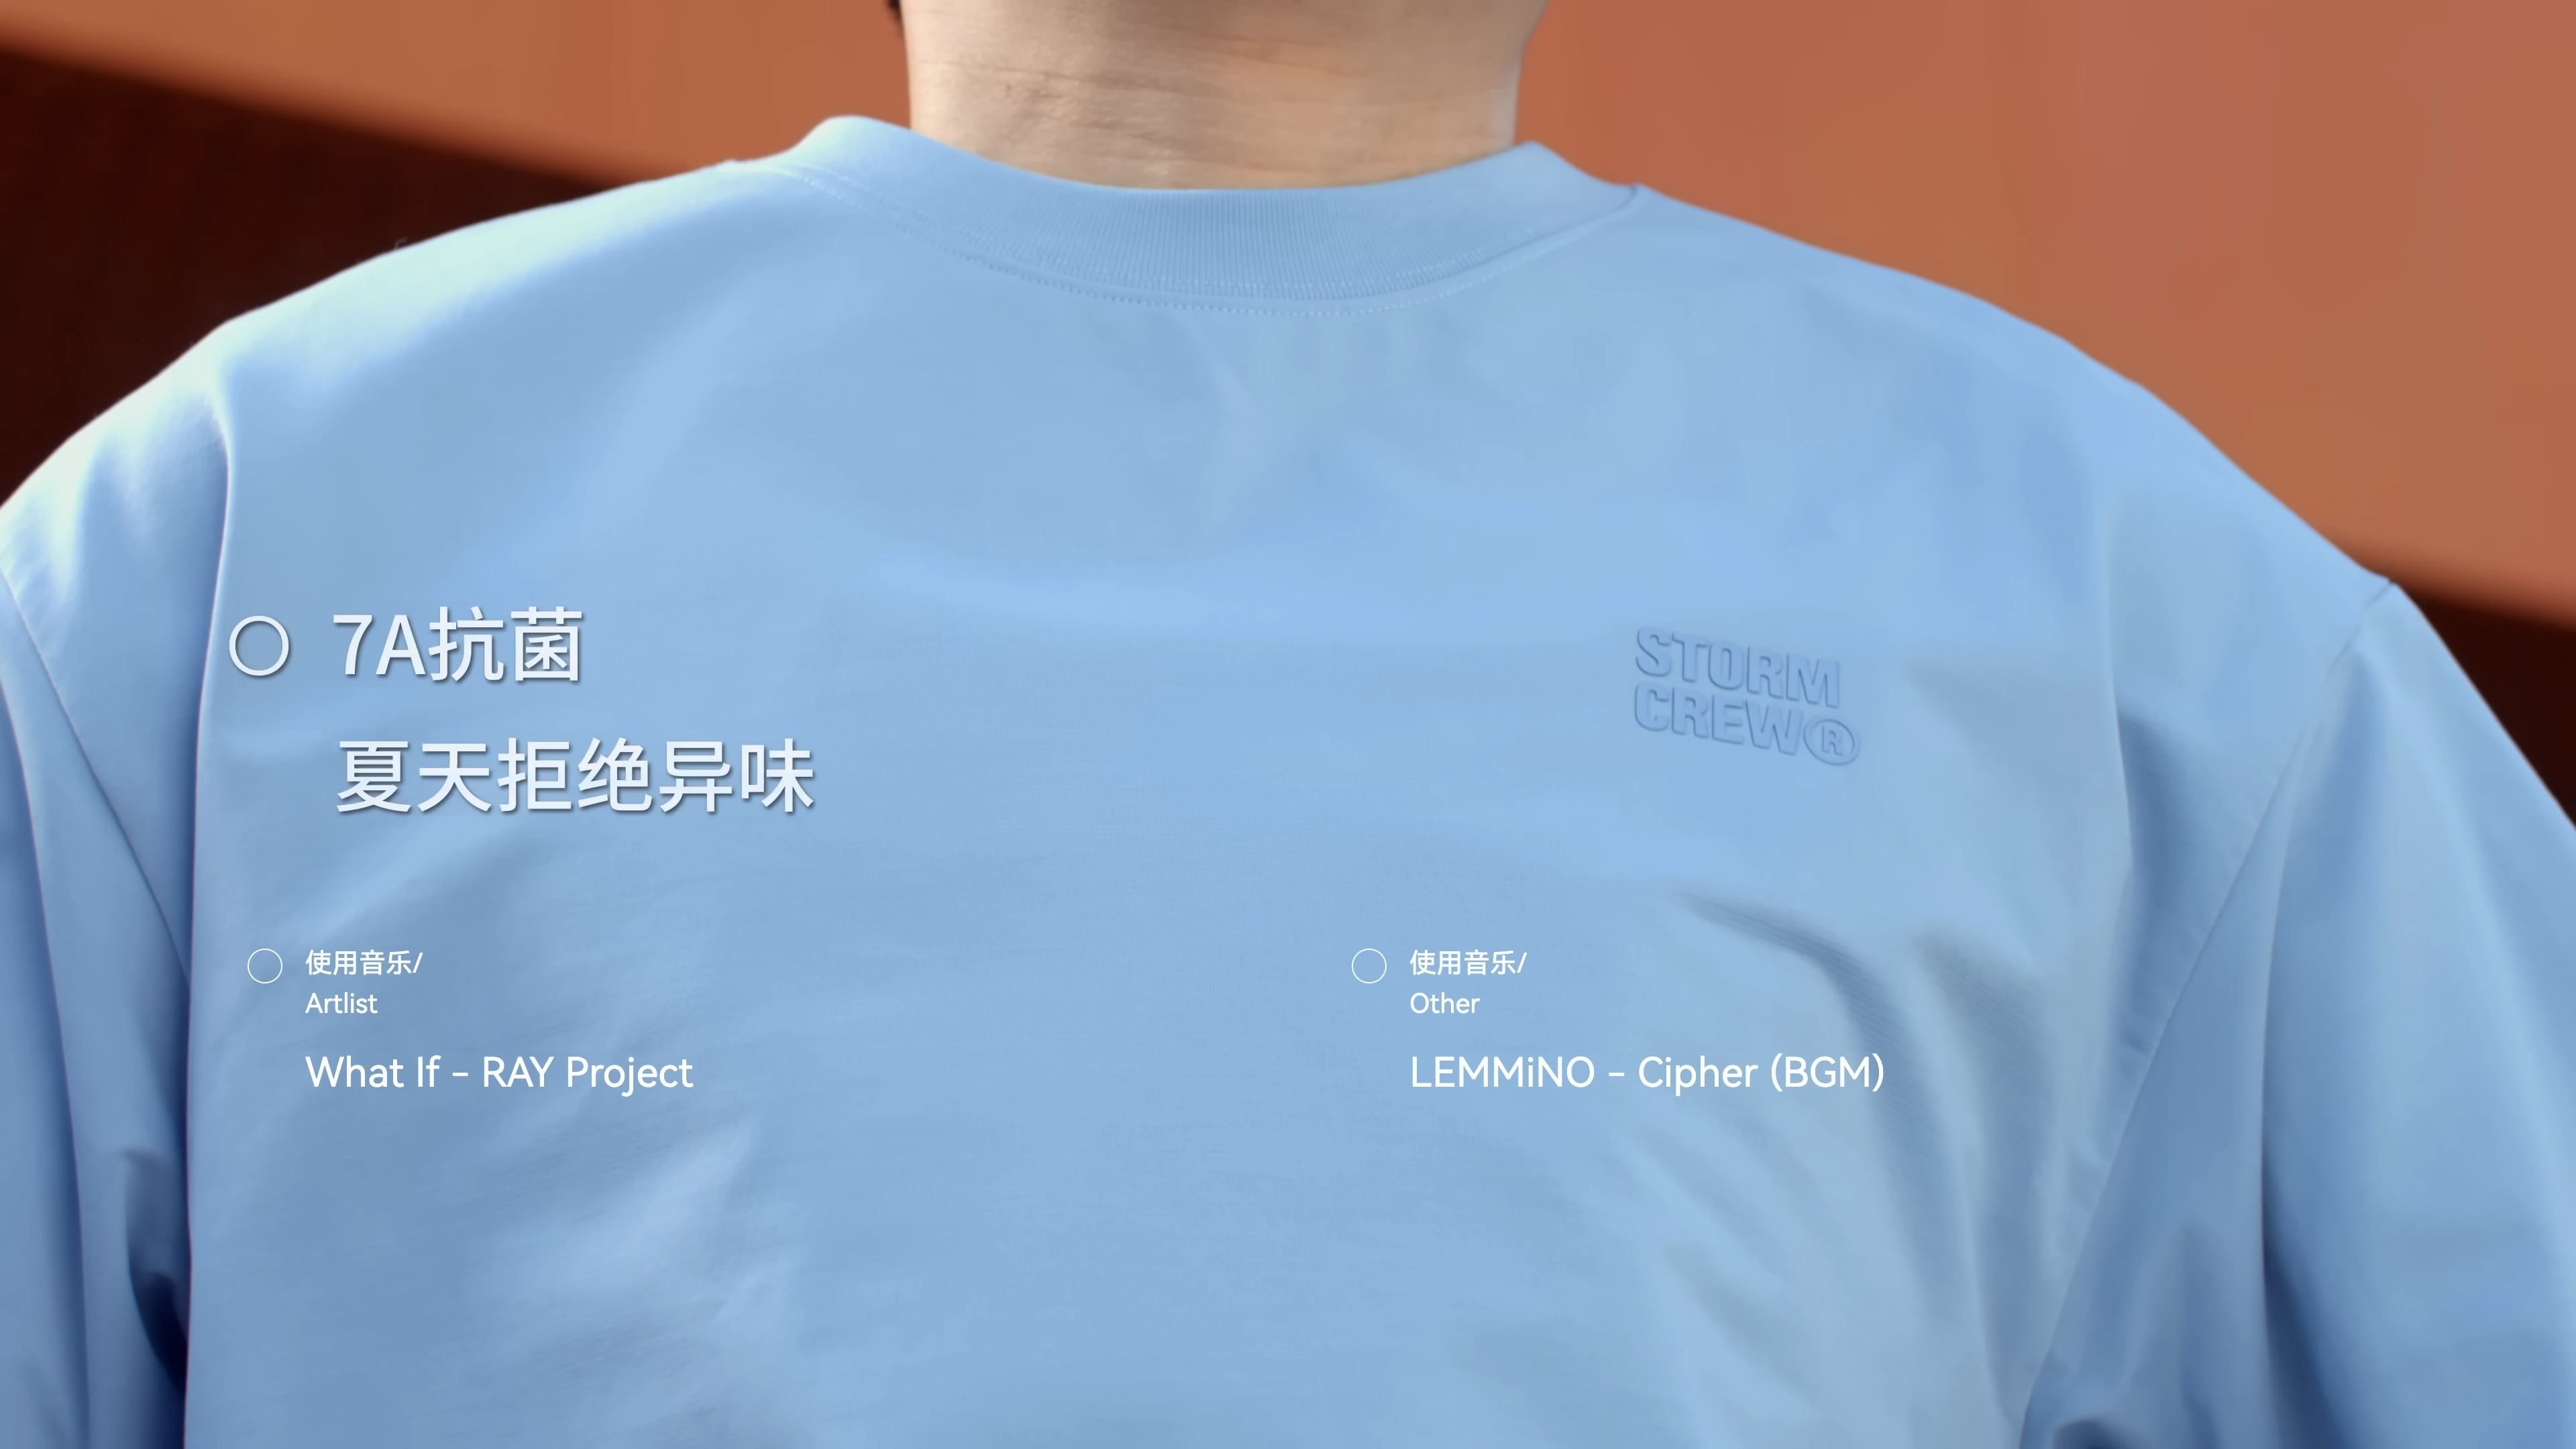 STORM
CREW®
7A抗菌
夏天拒绝异味
使用音乐/
Artlist
What If – RAY Project
使用音乐/
Other
LEMMiNO – Cipher (BGM)